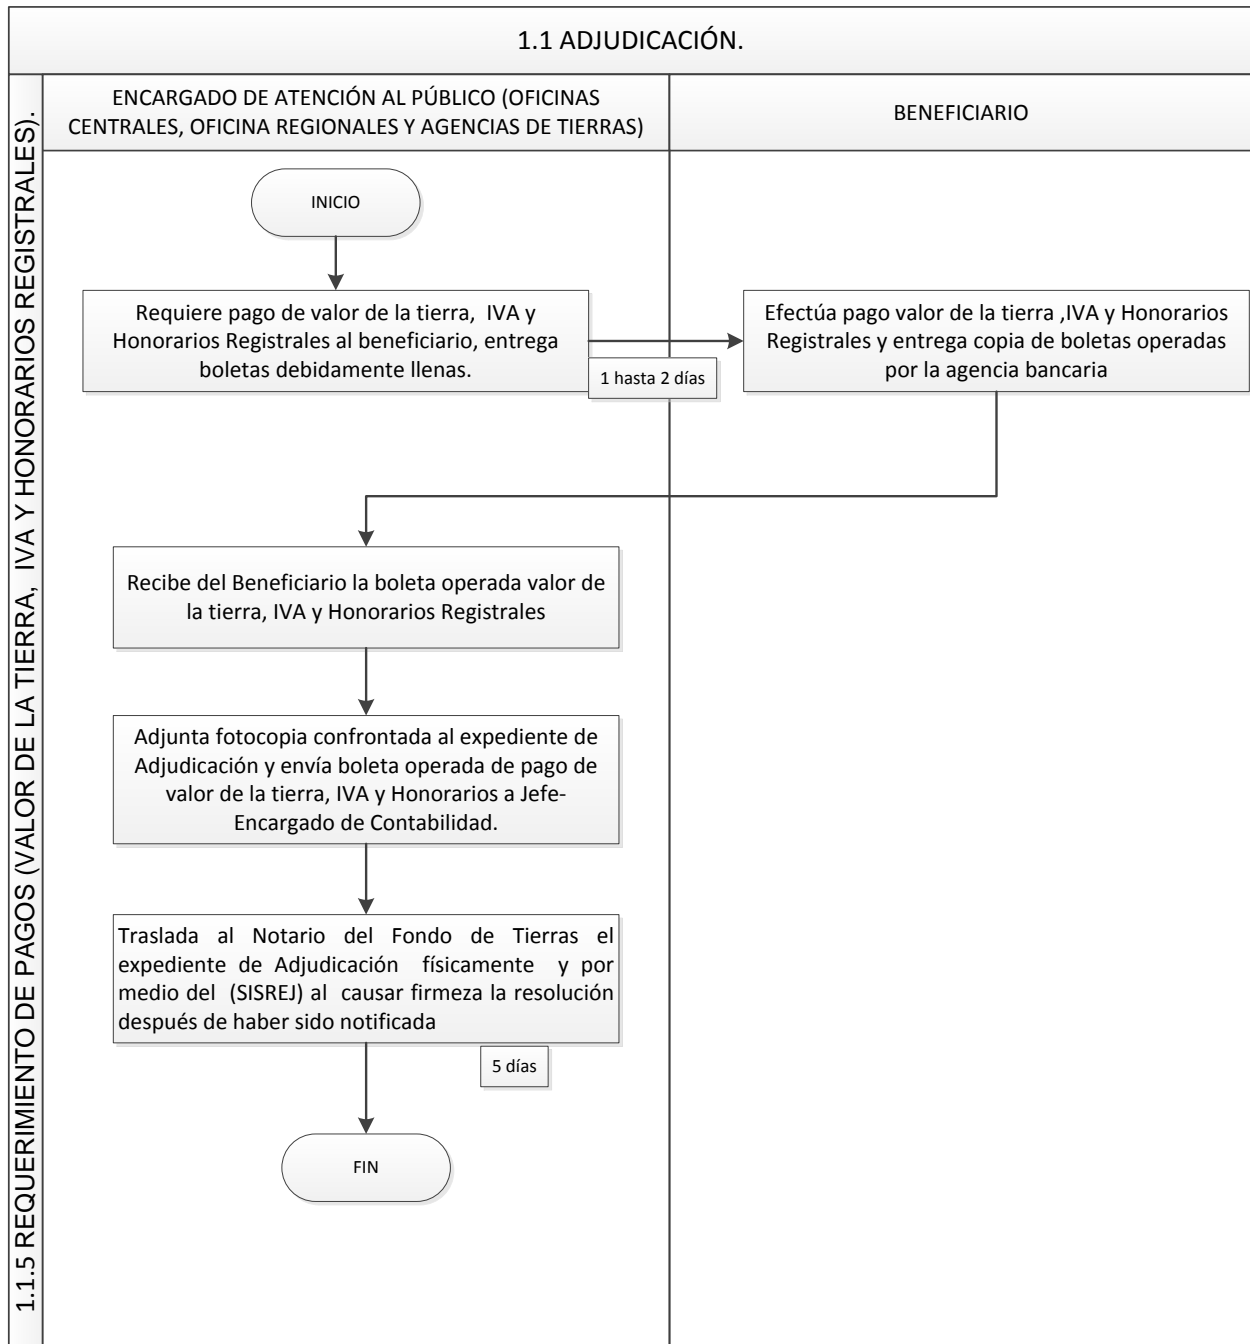 1.1 ADJUDICACIÓN.
1.1.5 REQUERIMIENTO DE PAGOS (VALOR DE LA TIERRA, IVA Y HONORARIOS REGISTRALES).
ENCARGADO DE ATENCIÓN AL PÚBLICO (OFICINAS
CENTRALES, OFICINA REGIONALES Y AGENCIAS DE TIERRAS)
BENEFICIARIO
INICIO
Requiere pago de valor de la tierra, IVA y
Honorarios Registrales al beneficiario, entrega
boletas debidamente llenas.
1 hasta 2 días
Efectúa pago valor de la tierra ,IVA y Honorarios
Registrales y entrega copia de boletas operadas
por la agencia bancaria
Recibe del Beneficiario la boleta operada valor de
la tierra, IVA y Honorarios Registrales
Adjunta fotocopia confrontada al expediente de
Adjudicación y envía boleta operada de pago de
valor de la tierra, IVA y Honorarios a Jefe-
Encargado de Contabilidad.
Traslada al Notario del Fondo de Tierras el
expediente de Adjudicación físicamente y por
medio del (SISREJ) al causar firmeza la resolución
después de haber sido notificada
5 días
FIN